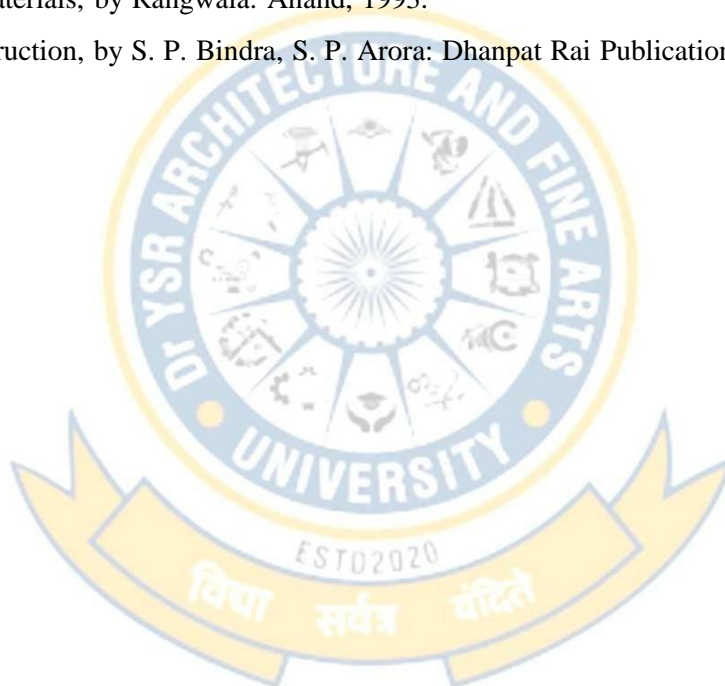 aterials, by Rangwala: Anand, 1995.
ruction, by S. P. Bindra, S. P. Arora: Dhanpat Rai Publication
Dr YSR ARCHITECTURE AND FINE ARTS
UNIVERSITY
ESTD2020
विद्या सर्वत्र वंदिते